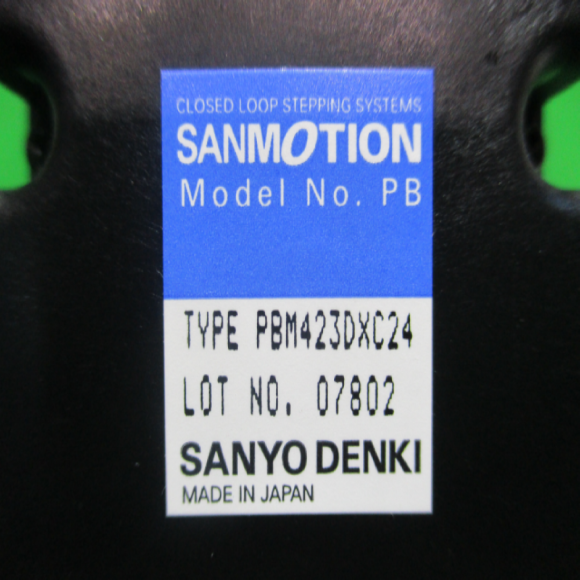 CLOSED LOOP STEPPING SYSTEMS
SANMOTION
Model No. PB
TYPE PBM423DXC24
LOT NO. 07802
SANYO DENKI
MADE IN JAPAN